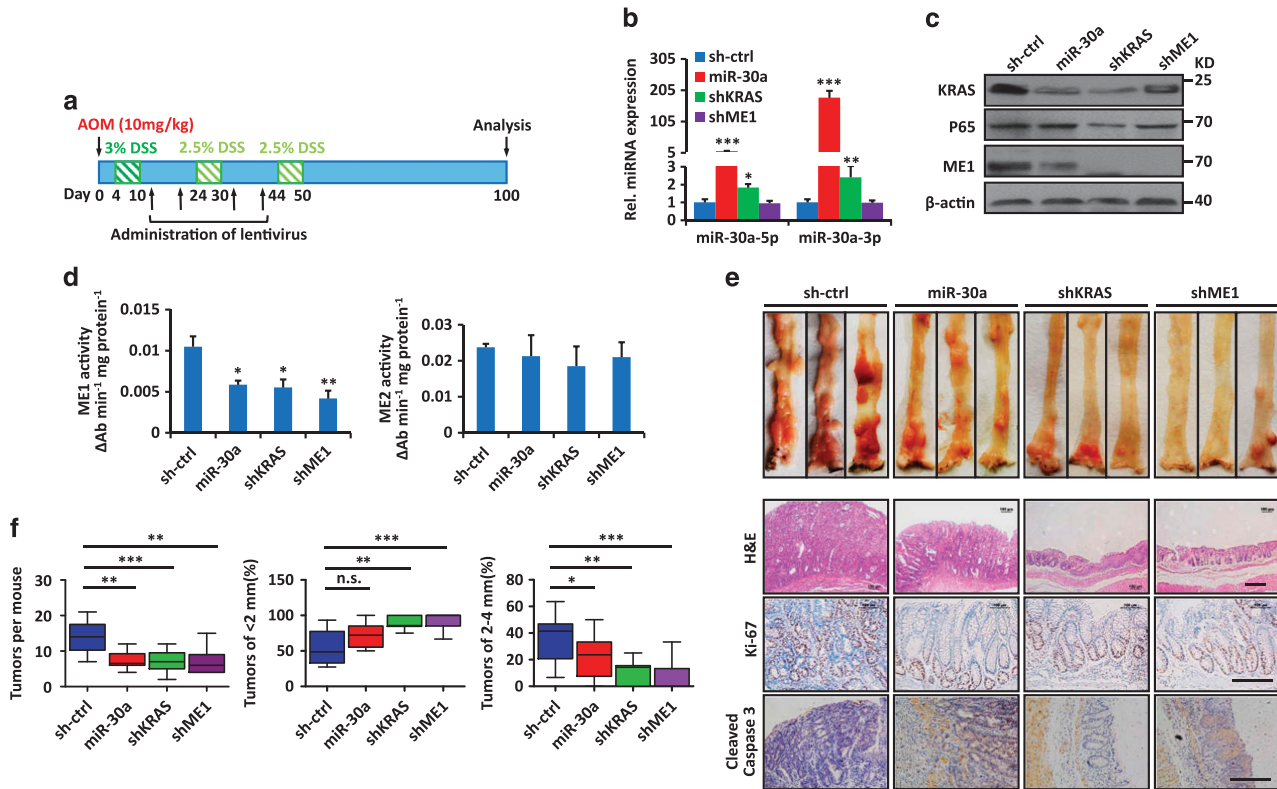 a
AOM (10mg/kg)
Analysis
3% DSS
2.5% DSS
2.5% DSS
Day 0 4 10 24 30 44 50 100
Administration of lentivirus
b
Rel. miRNA expression
305
205
105
5
3
2
1
0
sh-ctrl
miR-30a
shKRAS
shME1
***
*
***
**
miR-30a-5p
miR-30a-3p
c
sh-ctrl
miR-30a
shKRAS
shME1
KD
KRAS
25
P65
70
ME1
70
β-actin
40
d
ME1 activity
ΔAb min⁻¹ mg protein⁻¹
0.015
0.01
0.005
0
*
*
**
sh-ctrl
miR-30a
shKRAS
shME1
ME2 activity
ΔAb min⁻¹ mg protein⁻¹
0.03
0.02
0.01
0
sh-ctrl
miR-30a
shKRAS
shME1
e
sh-ctrl
miR-30a
shKRAS
shME1
H&E
Ki-67
Cleaved
Caspase 3
f
Tumors per mouse
30
20
10
0
**
***
**
sh-ctrl
miR-30a
shKRAS
shME1
Tumors of <2 mm(%)
150
100
50
0
***
**
n.s.
sh-ctrl
miR-30a
shKRAS
shME1
Tumors of 2-4 mm(%)
80
60
40
20
0
***
**
*
sh-ctrl
miR-30a
shKRAS
shME1